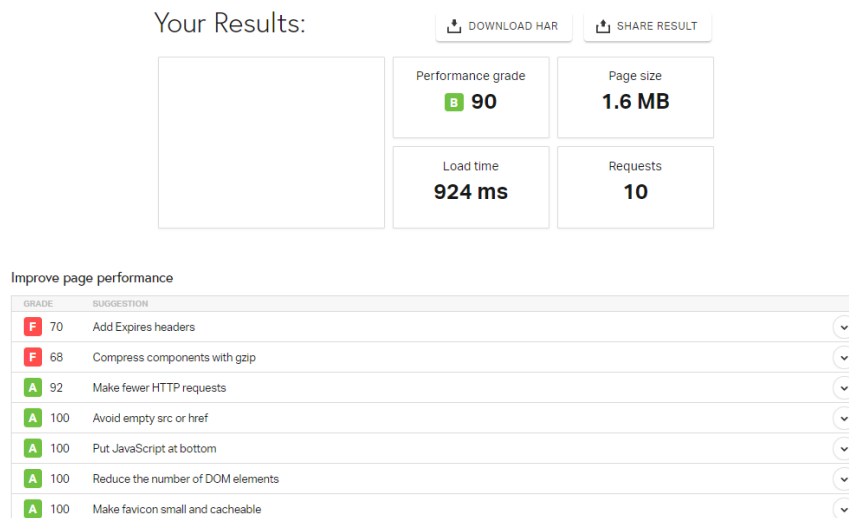 Your Results:
DOWNLOAD HAR
SHARE RESULT
Performance grade
B 90
Page size
1.6 MB
Load time
924 ms
Requests
10
Improve page performance
GRADE SUGGESTION
F 70 Add Expires headers
F 68 Compress components with gzip
A 92 Make fewer HTTP requests
A 100 Avoid empty src or href
A 100 Put JavaScript at bottom
A 100 Reduce the number of DOM elements
A 100 Make favicon small and cacheable